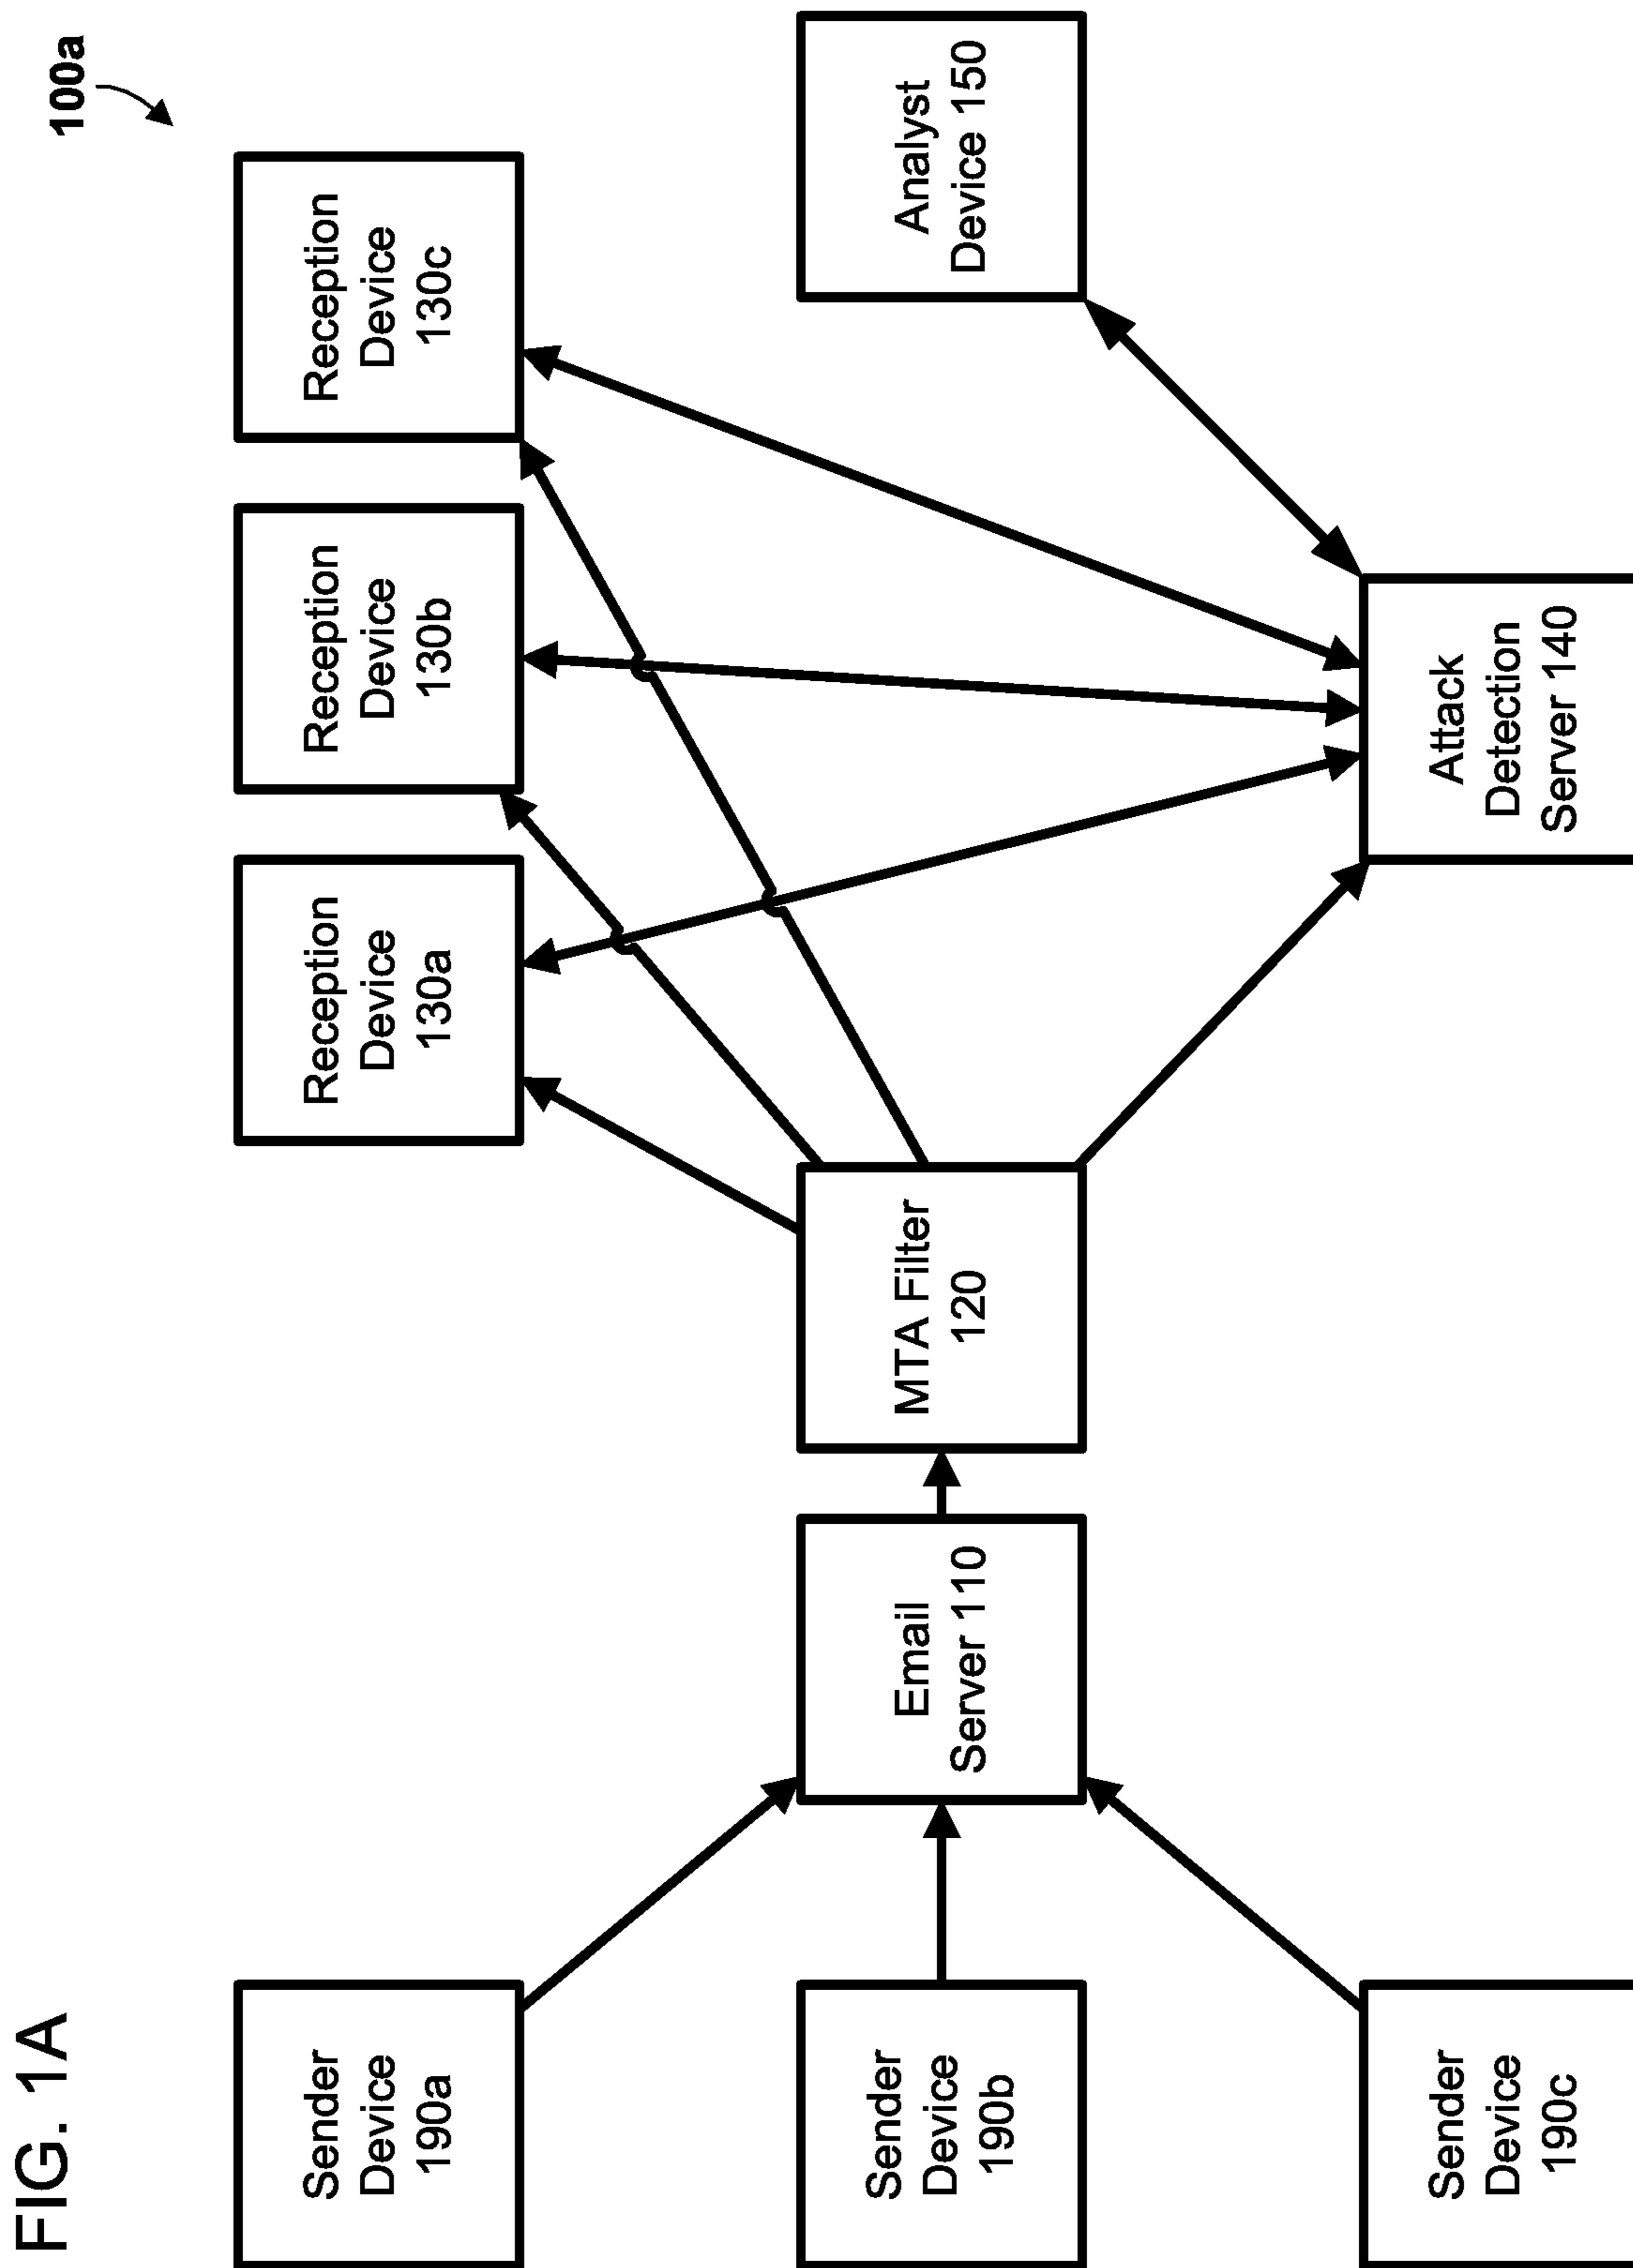 FIG. 1A
100a
Sender
Device
190a
Reception
Device
130a
Reception
Device
130b
Reception
Device
130c
Sender
Device
190b
Email
Server 110
MTA Filter
120
Analyst
Device 150
Sender
Device
190c
Attack
Detection
Server 140